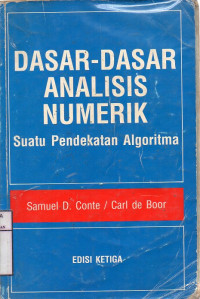 DASAR-DASAR
ANALISIS
NUMERIK
Suatu Pendekatan Algoritma
Samuel D. Conte / Carl de Boor
EDISI KETIGA